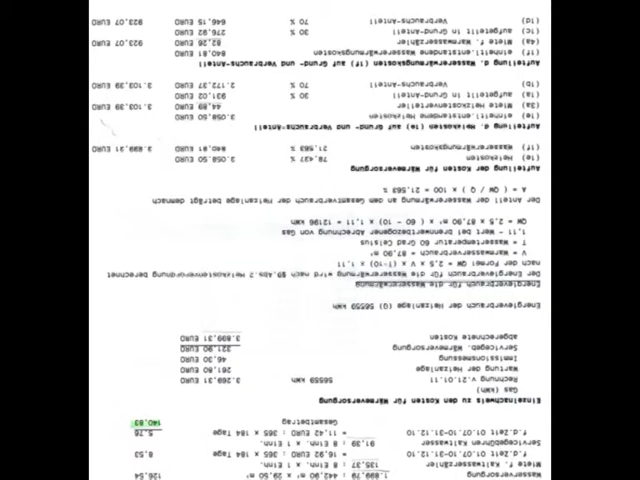 Wasserversorgung 1.899,79 : 442,90 m³ x 29,50 m³ 126,54
Miete f. Kaltwasserzähler 135,37 : 8 Einh. x 1 Einh.
f.d.Zeit 01.07.10-31.12.10 = 16,92 EURO : 365 x 184 Tage 8,53
Servicegebühren Kaltwasser 91,39 : 8 Einh. x 1 Einh.
f.d.Zeit 01.07.10-31.12.10 = 11,42 EURO : 365 x 184 Tage 5,76
Gesamtbetrag 140,83
Einzelnachweis zu den Kosten für Wärmeversorgung
Gas (kWh)
Rechnung v.21.01.11 56559 kWh 3.269,31 EURO
Wartung der Heizanlage 261,80 EURO
Immissionsmessung 46,30 EURO
Servicegeb. Wärmeversorgung 321,90 EURO
abgerechnete Kosten 3.899,31 EURO
Energieverbrauch der Heizanlage (Q) 56559 kWh
Energieverbrauch für die Wassererwärmung
Der Energieverbrauch für die Wassererwärmung wird nach §9.Abs.2 Heizkostenverordnung berechnet
nach der Formel QW = 2,5 x V x (T-10) x 1,11
V = Warmwasserverbrauch = 87,90 m³
T = Wassertemperatur 60 Grad Celsius
1,11 - Wert bei brennwertbezogener Abrechnung von Gas
QW = 2,5 x 87,90 m³ x ( 60 - 10) x 1,11 = 12196 kWh
Der Anteil der Wassererwärmung an den Gesamtverbrauch der Heizanlage beträgt demnach
A = ( QW / Q ) x 100 = 21,563 %
Aufteilung der Kosten für Wärmeversorgung
(1e) Heizkosten 78,437 % 3.058,50 EURO
(1f) Wassererwärmungskosten 21,563 % 840,81 EURO 3.899,31 EURO
Aufteilung d. Heizkosten (1e) auf Grund- und Verbrauchs-Anteil
(1e) einheitl.entstandene Heizkosten 3.058,50 EURO
(3a) Miete Heizkostenverteiler 44,89 EURO 3.103,39 EURO
(1a) aufgeteilt in Grund-Anteil 30 % 931,02 EURO
(1b) Verbrauchs-Anteil 70 % 2.172,37 EURO 3.103,39 EURO
Aufteilung d. Wassererwärmungskosten (1f) auf Grund- und Verbrauchs-Anteil
(1f) einheitl.entstandene Wassererwärmungskosten 840,81 EURO
(4a) Miete f. Warmwasserzähler 82,26 EURO 923,07 EURO
(1c) aufgeteilt in Grund-Anteil 30 % 276,92 EURO
(1d) Verbrauchs-Anteil 70 % 646,15 EURO 923,07 EURO